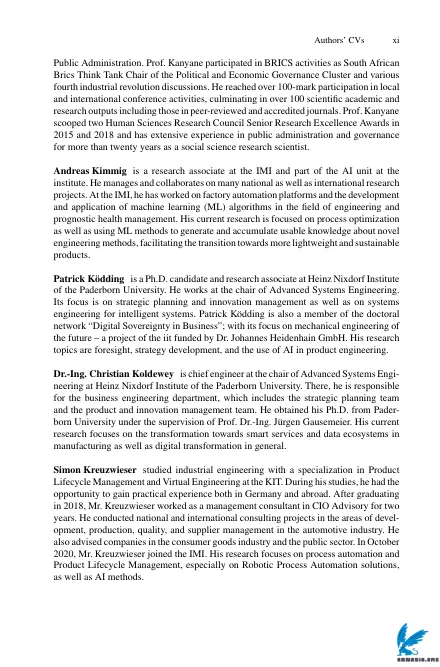 Authors' CVs xi
Public Administration. Prof. Kanyane participated in BRICS activities as South African
Brics Think Tank Chair of the Political and Economic Governance Cluster and various
fourth industrial revolution discussions. He reached over 100-mark participation in local
and international conference activities, culminating in over 100 scientific academic and
research outputs including those in peer-reviewed and accredited journals. Prof. Kanyane
scooped two Human Sciences Research Council Senior Research Excellence Awards in
2015 and 2018 and has extensive experience in public administration and governance
for more than twenty years as a social science research scientist.
Andreas Kimmig is a research associate at the IMI and part of the AI unit at the
institute. He manages and collaborates on many national as well as international research
projects. At the IMI, he has worked on factory automation platforms and the development
and application of machine learning (ML) algorithms in the field of engineering and
prognostic health management. His current research is focused on process optimization
as well as using ML methods to generate and accumulate usable knowledge about novel
engineering methods, facilitating the transition towards more lightweight and sustainable
products.
Patrick Ködding is a Ph.D. candidate and research associate at Heinz Nixdorf Institute
of the Paderborn University. He works at the chair of Advanced Systems Engineering.
Its focus is on strategic planning and innovation management as well as on systems
engineering for intelligent systems. Patrick Ködding is also a member of the doctoral
network “Digital Sovereignty in Business”; with its focus on mechanical engineering of
the future – a project of the iit funded by Dr. Johannes Heidenhain GmbH. His research
topics are foresight, strategy development, and the use of AI in product engineering.
Dr.-Ing. Christian Koldewey is chief engineer at the chair of Advanced Systems Engi-
neering at Heinz Nixdorf Institute of the Paderborn University. There, he is responsible
for the business engineering department, which includes the strategic planning team
and the product and innovation management team. He obtained his Ph.D. from Pader-
born University under the supervision of Prof. Dr.-Ing. Jürgen Gausemeier. His current
research focuses on the transformation towards smart services and data ecosystems in
manufacturing as well as digital transformation in general.
Simon Kreuzwieser studied industrial engineering with a specialization in Product
Lifecycle Management and Virtual Engineering at the KIT. During his studies, he had the
opportunity to gain practical experience both in Germany and abroad. After graduating
in 2018, Mr. Kreuzwieser worked as a management consultant in CIO Advisory for two
years. He conducted national and international consulting projects in the areas of devel-
opment, production, quality, and supplier management in the automotive industry. He
also advised companies in the consumer goods industry and the public sector. In October
2020, Mr. Kreuzwieser joined the IMI. His research focuses on process automation and
Product Lifecycle Management, especially on Robotic Process Automation solutions,
as well as AI methods.